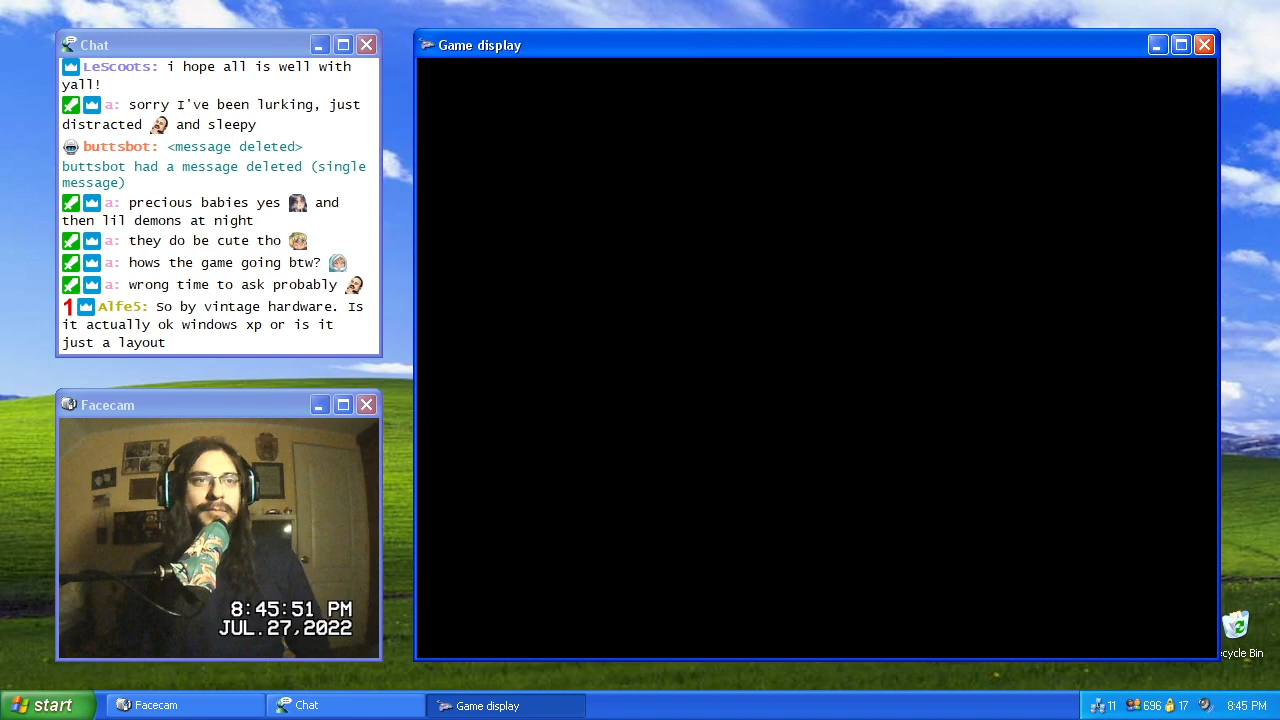 Chat
LeScoots: i hope all is well with
yall!
a: sorry I've been lurking, just
distracted and sleepy
buttsbot: <message deleted>
buttsbot had a message deleted (single
message)
a: precious babies yes and
then lil demons at night
a: they do be cute tho
a: hows the game going btw?
a: wrong time to ask probably
1 Alfe5: So by vintage hardware. Is
it actually ok windows xp or is it
just a layout
Facecam
8:45:51 PM
JUL.27,2022
Game display
ecycle Bin
start
Facecam
Chat
Game display
11
696
17
8:45 PM